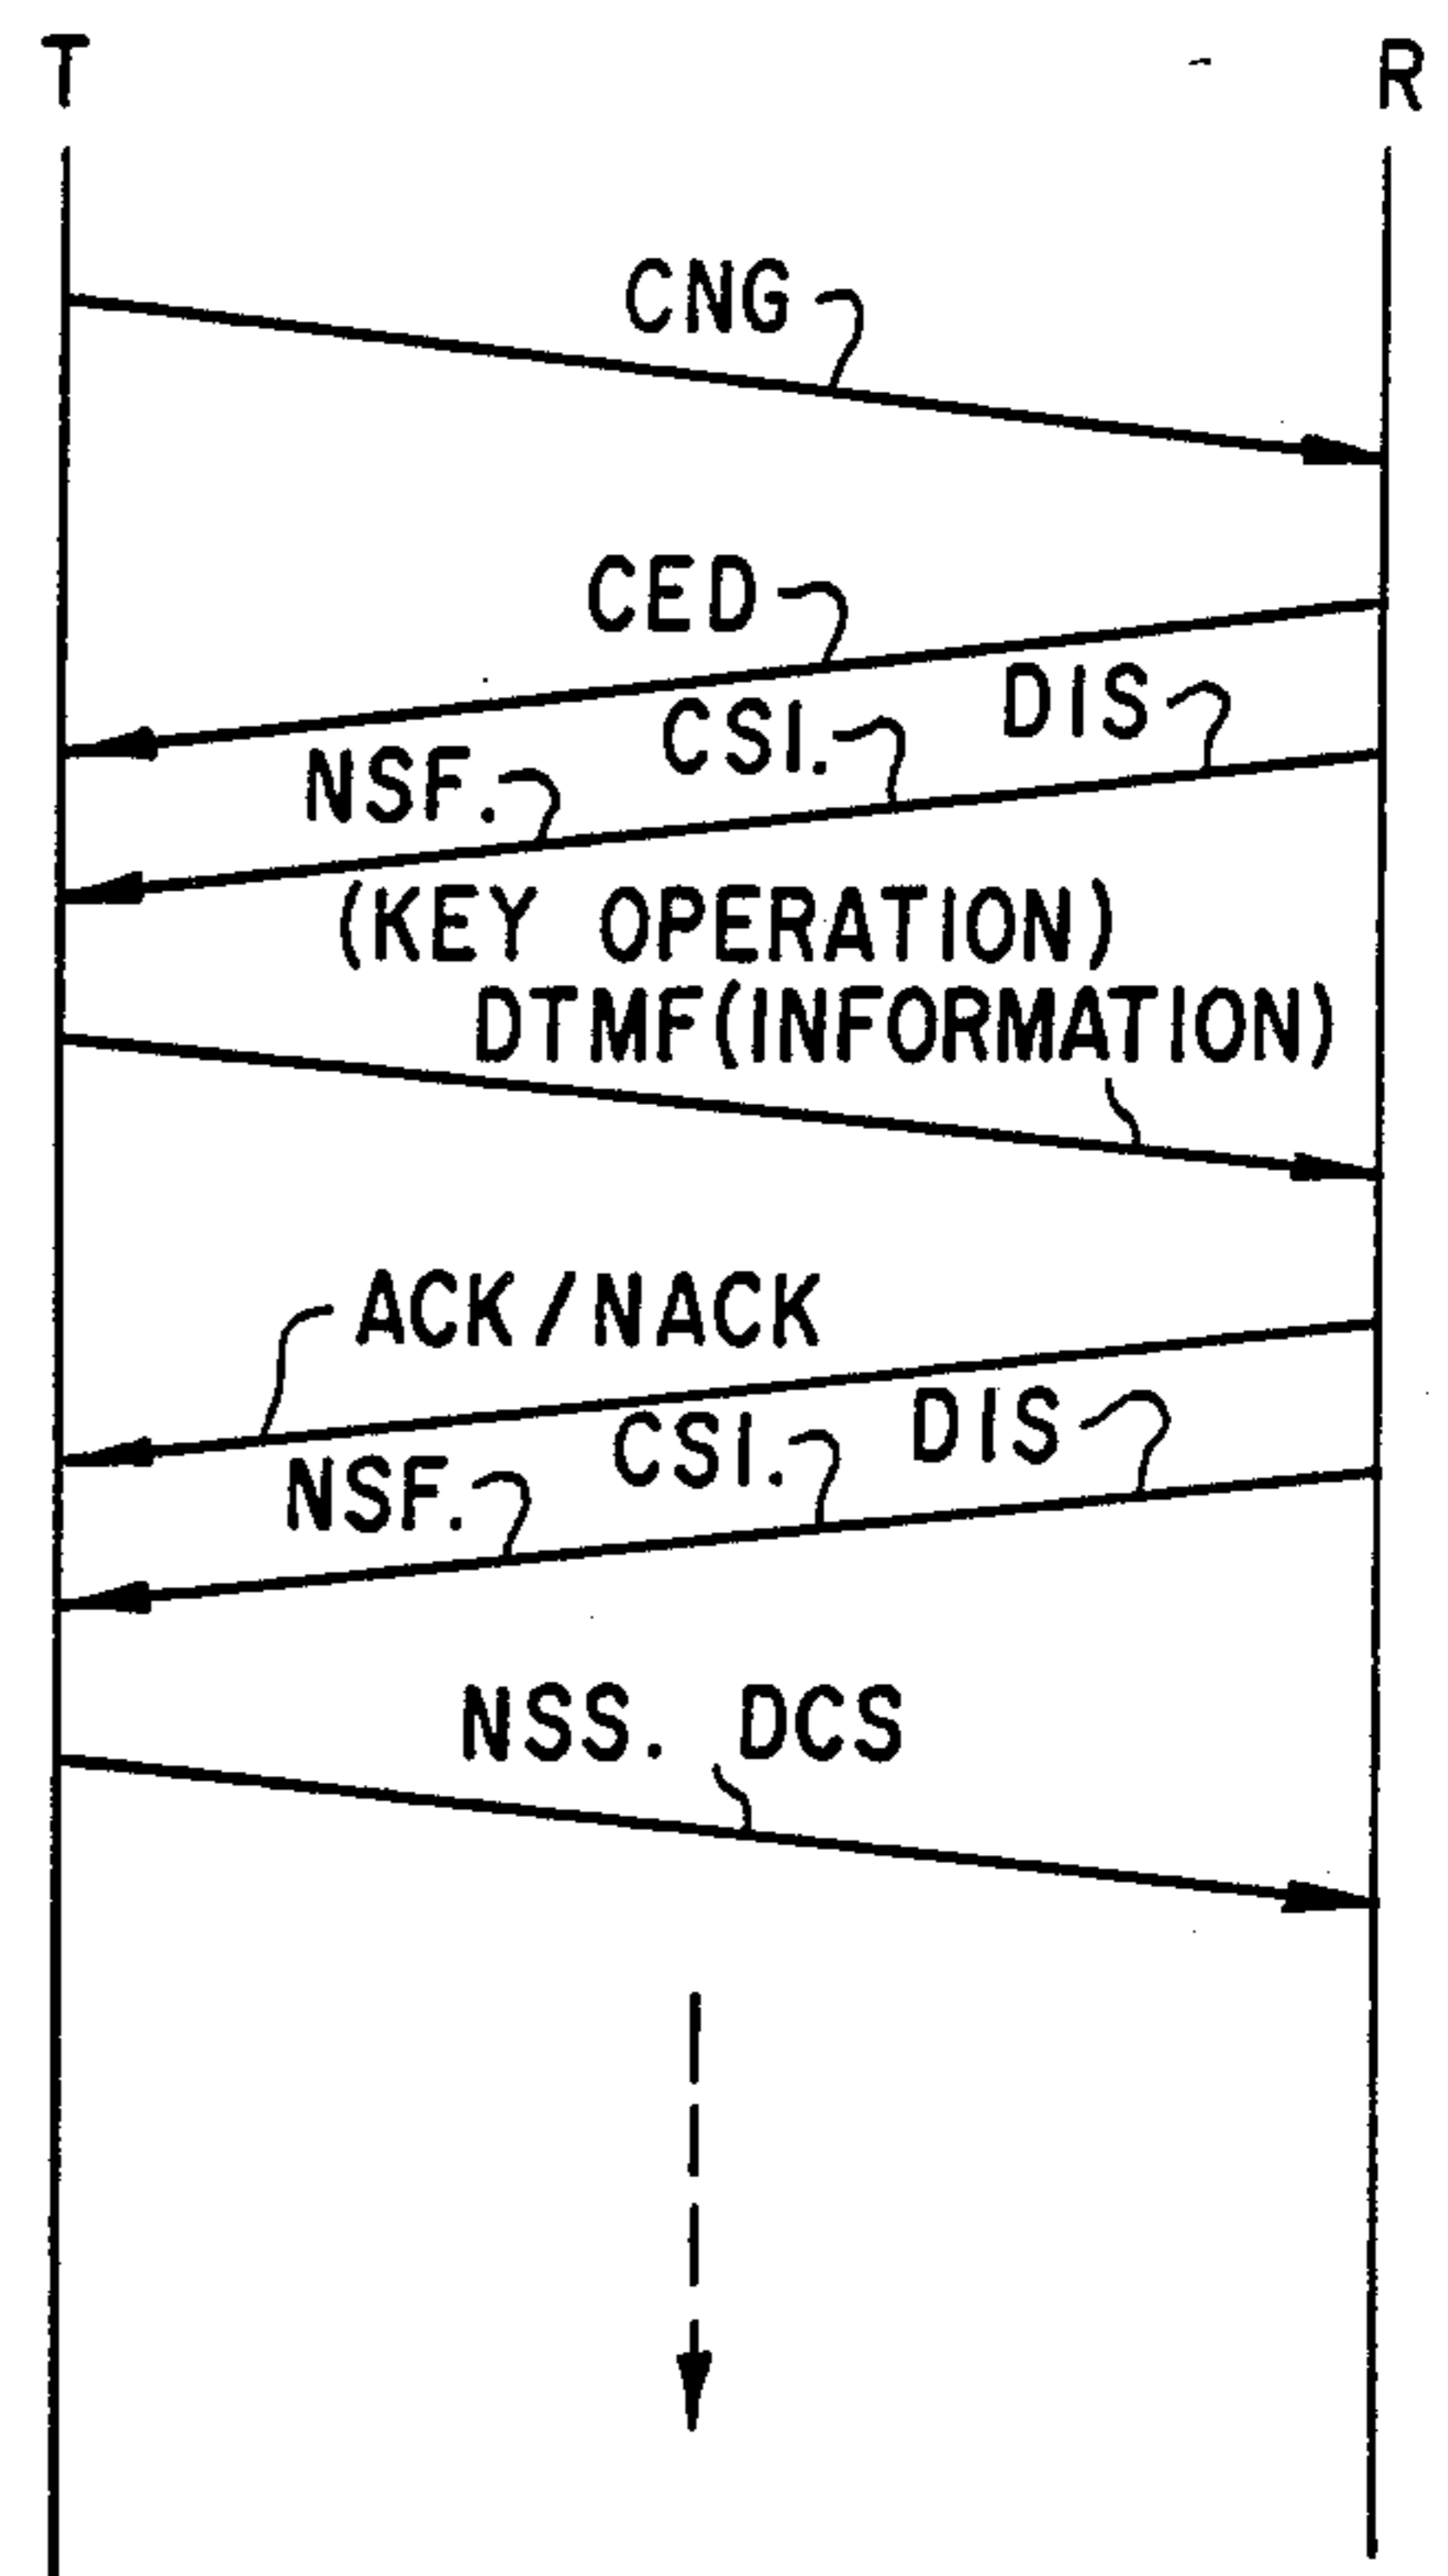 T R
CNG
CED
NSF. CSI. DIS
(KEY OPERATION)
DTMF(INFORMATION)
ACK/NACK
NSF. CSI. DIS
NSS. DCS